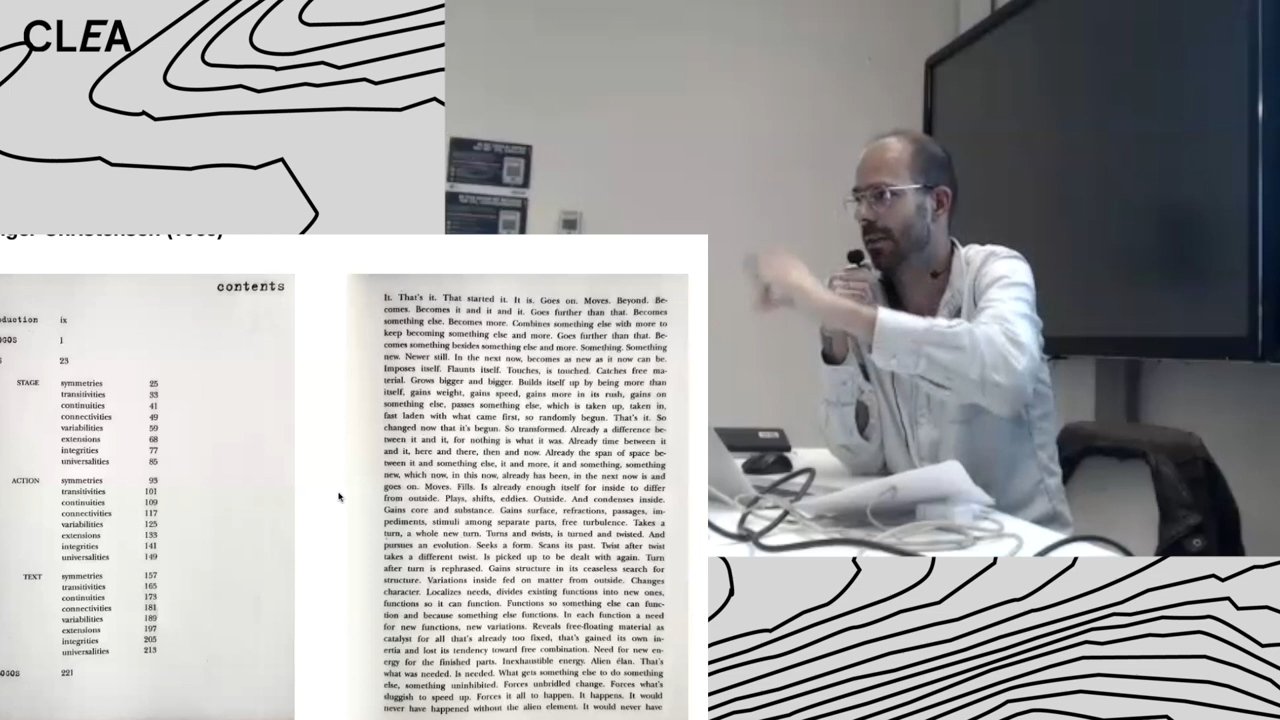 CLEA
contents
ix
1
23
STAGE
symmetries 25
transitivities 33
continuities 41
connectivities 49
variabilities 59
extensions 68
integrities 77
universalities 85
ACTION
symmetries 93
transitivities 101
continuities 109
connectivities 117
variabilities 125
extensions 133
integrities 141
universalities 149
TEXT
symmetries 157
transitivities 165
continuities 173
connectivities 181
variabilities 189
extensions 197
integrities 205
universalities 213
221
It. That's it. That started it. It is. Goes on. Moves. Beyond. Be-
comes. Becomes it and it and it. Goes further than that. Becomes
something else. Becomes more. Combines something else with more to
keep becoming something else and more. Goes further than that. Be-
comes something besides something else and more. Something. Something
new. Newer still. In the next now, becomes as new as it now can be.
Imposes itself. Flaunts itself. Touches, is touched. Catches free ma-
terial. Grows bigger and bigger. Builds itself up by being more than
itself, gains weight, gains speed, gains more in its rush, gains on
something else, passes something else, which is taken up, taken in,
fast laden with what came first, so randomly begun. That's it. So
changed now that it's begun. So transformed. Already a difference be-
tween it and it, for nothing is what it was. Already time between it
and it, here and there, then and now. Already the span of space be-
tween it and something else, it and more, it and something, something
new, which now, in this now, already has been, in the next now is and
goes on. Moves. Fills. Is already enough itself for inside to differ
from outside. Plays, shifts, eddies. Outside. And condenses inside.
Gains core and substance. Gains surface, refractions, passages, im-
pediments, stimuli among separate parts, free turbulence. Takes a
turn, a whole new turn. Turns and twists, is turned and twisted. And
pursues an evolution. Seeks a form. Scans its past. Twist after twist
takes a different twist. Is picked up to be dealt with again. Turn
after turn is rephrased. Gains structure in its ceaseless search for
structure. Variations inside fed on matter from outside. Changes
character. Localizes needs, divides existing functions into new ones,
functions so it can function. Functions so something else can func-
tion and because something else functions. In each function a need
for new functions, new variations. Reveals free-floating material as
catalyst for all that's already too fixed, that's gained its own in-
ertia and lost its tendency toward free combination. Need for new en-
ergy for the finished parts. Inexhaustible energy. Alien élan. That's
what was needed. Is needed. What gets something else to do something
else, something uninhibited. Forces unbridled change. Forces what's
sluggish to speed up. Forces it all to happen. It happens. It would
never have happened without the alien element. It would never have